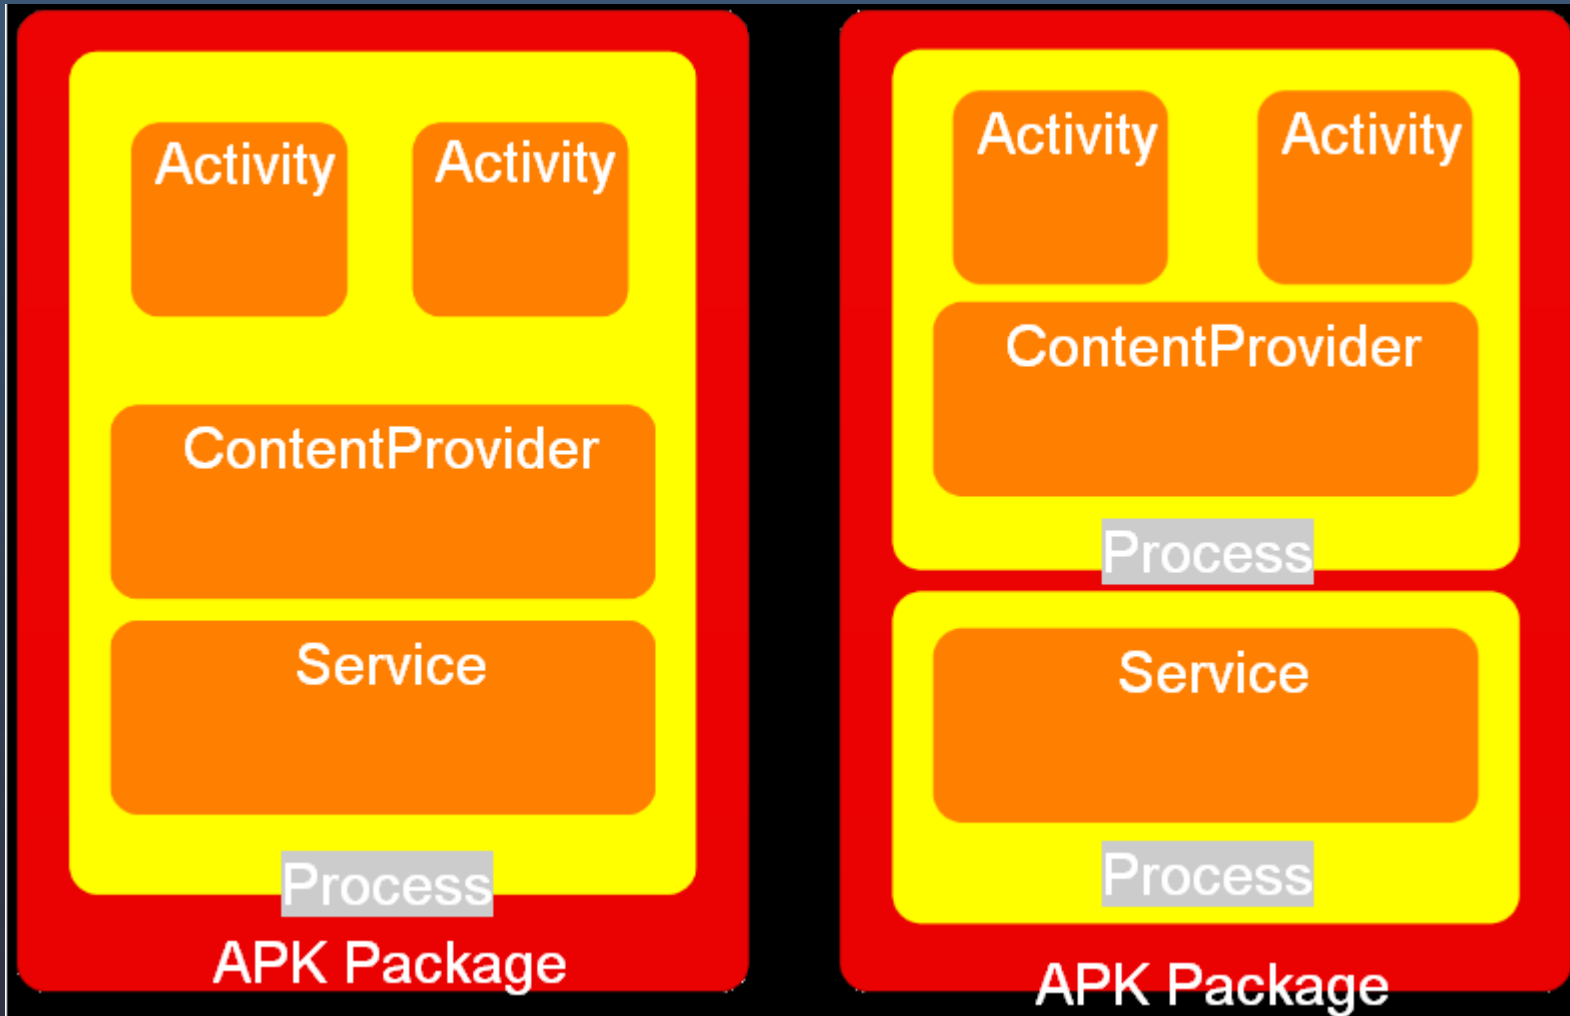 Activity Activity
ContentProvider
Service
Process
APK Package
Activity Activity
ContentProvider
Process
Service
Process
APK Package